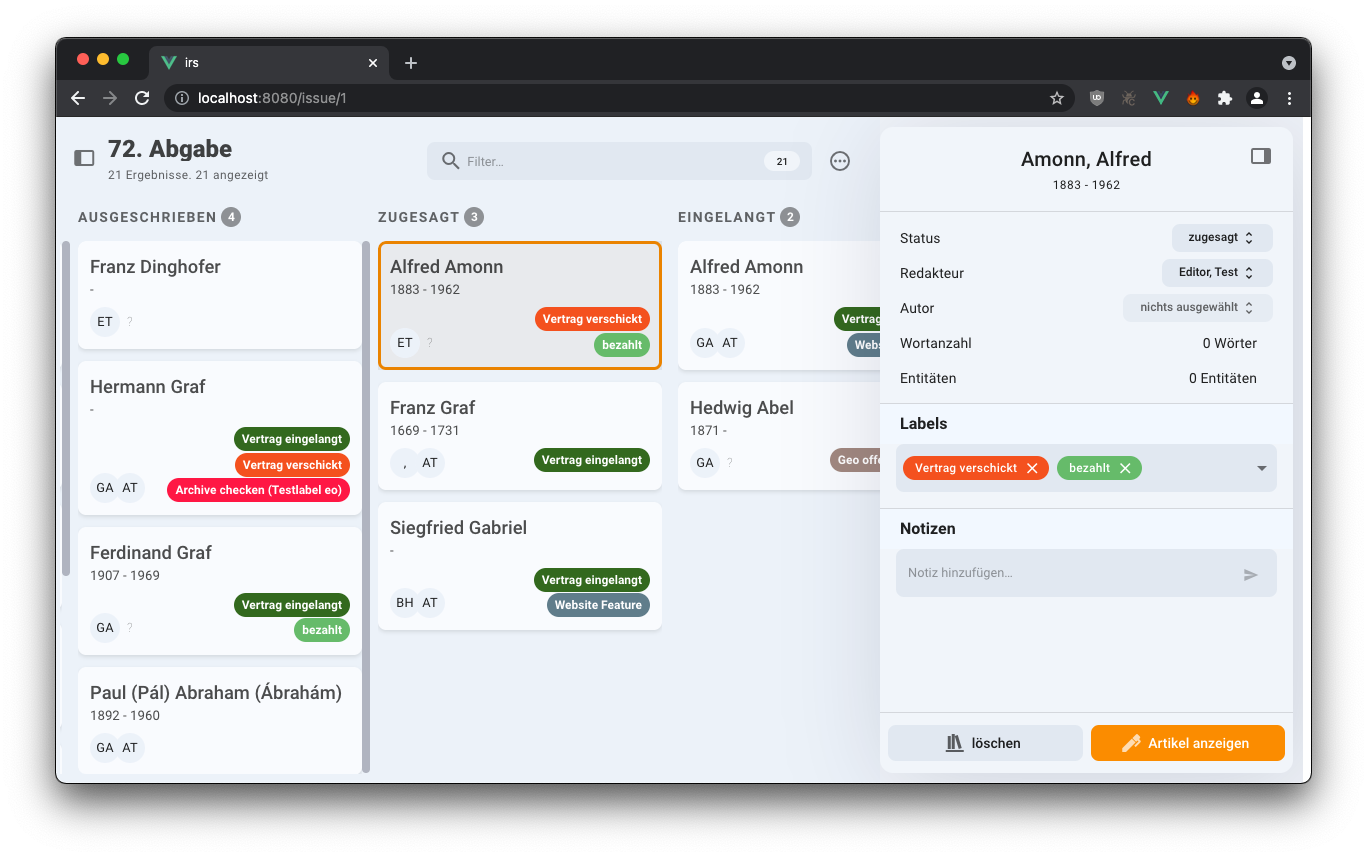 irs
localhost:8080/issue/1
72. Abgabe
21 Ergebnisse. 21 angezeigt
Filter...
21
AUSGESCHRIEBEN 4
Franz Dinghofer
-
ET ?
Hermann Graf
-
Vertrag eingelangt
Vertrag verschickt
GA AT
Archive checken (Testlabel eo)
Ferdinand Graf
1907 - 1969
Vertrag eingelangt
GA ?
bezahlt
Paul (Pál) Abraham (Ábrahám)
1892 - 1960
GA AT
ZUGESAGT 3
Alfred Amonn
1883 - 1962
Vertrag verschickt
ET ?
bezahlt
Franz Graf
1669 - 1731
, AT
Vertrag eingelangt
Siegfried Gabriel
-
Vertrag eingelangt
BH AT
Website Feature
EINGELANGT 2
Alfred Amonn
1883 - 1962
Vertrag
GA AT
Webs
Hedwig Abel
1871 -
GA ?
Geo offe
Amonn, Alfred
1883 - 1962
Status zugesagt
Redakteur Editor, Test
Autor nichts ausgewählt
Wortanzahl 0 Wörter
Entitäten 0 Entitäten
Labels
Vertrag verschickt bezahlt
Notizen
Notiz hinzufügen...
löschen
Artikel anzeigen